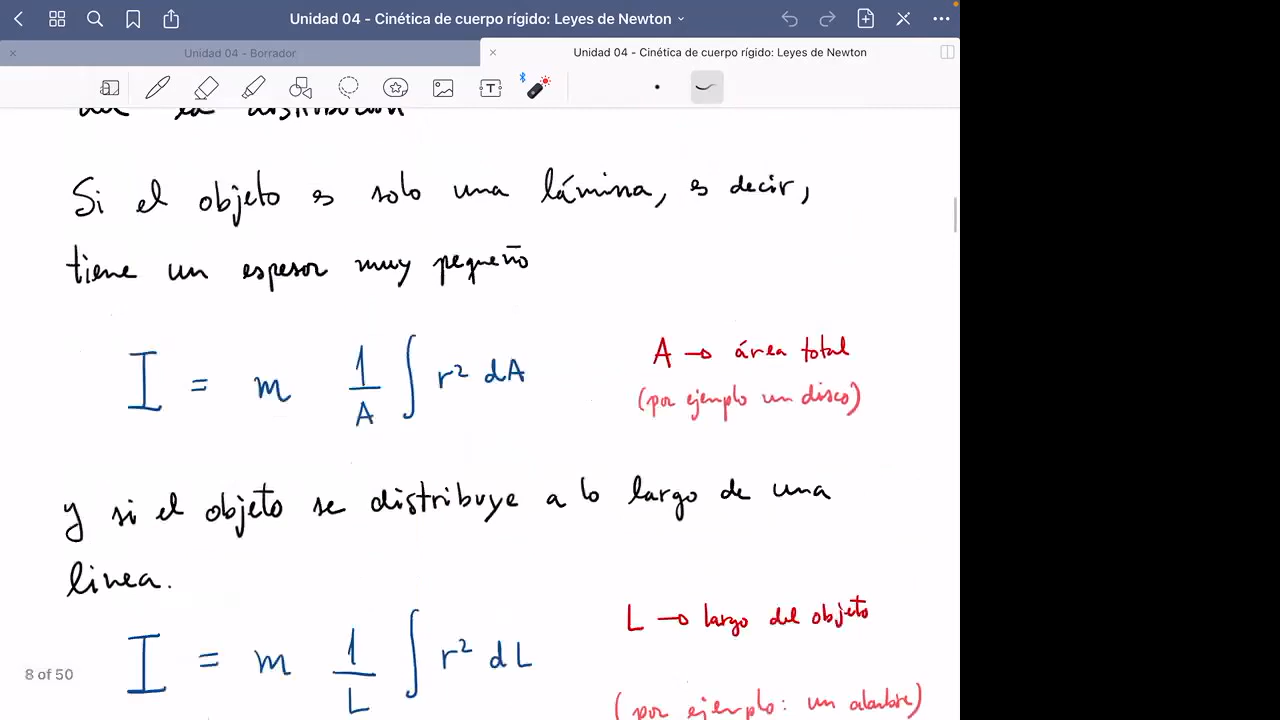 Unidad 04 - Cinética de cuerpo rígido: Leyes de Newton
Unidad 04 - Borrador
Unidad 04 - Cinética de cuerpo rígido: Leyes de Newton
la distribución
Si el objeto es solo una lámina, es decir,
tiene un espesor muy pequeño
I = m 1/A ∫ r² dA
A → área total
(por ejemplo un disco)
y si el objeto se distribuye a lo largo de una
linea.
I = m 1/L ∫ r² dL
L → largo del objeto
(por ejemplo: un alambre)
8 of 50